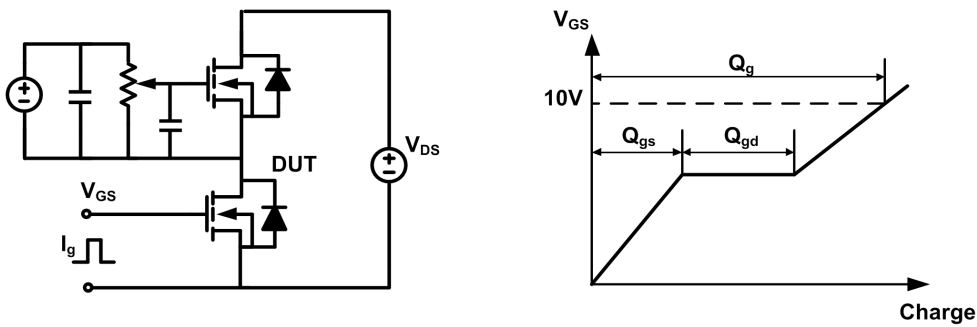 DUT
V_DS
V_GS
I_g
V_GS
10V
Q_g
Q_gs
Q_gd
Charge